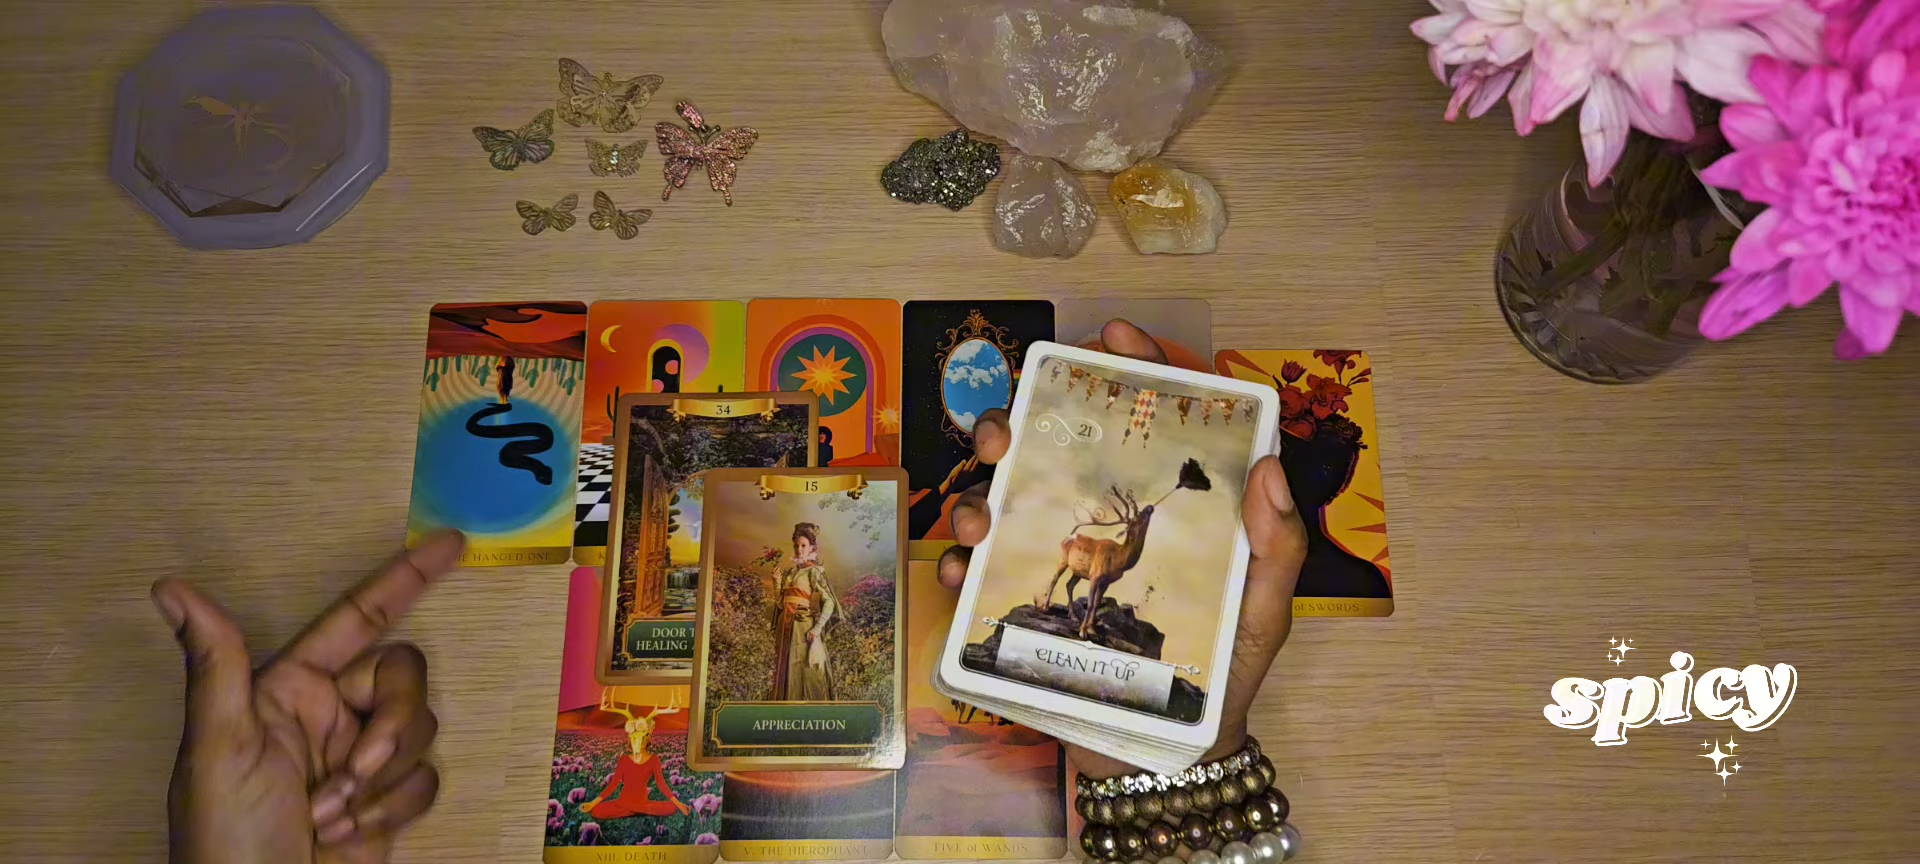 34
15
21
HANGED ONE
DOOR
HEALING
APPRECIATION
CLEAN IT UP
of SWORDS
XIII. DEATH
V. THE HIEROPHANT
FIVE of WANDS
spicy